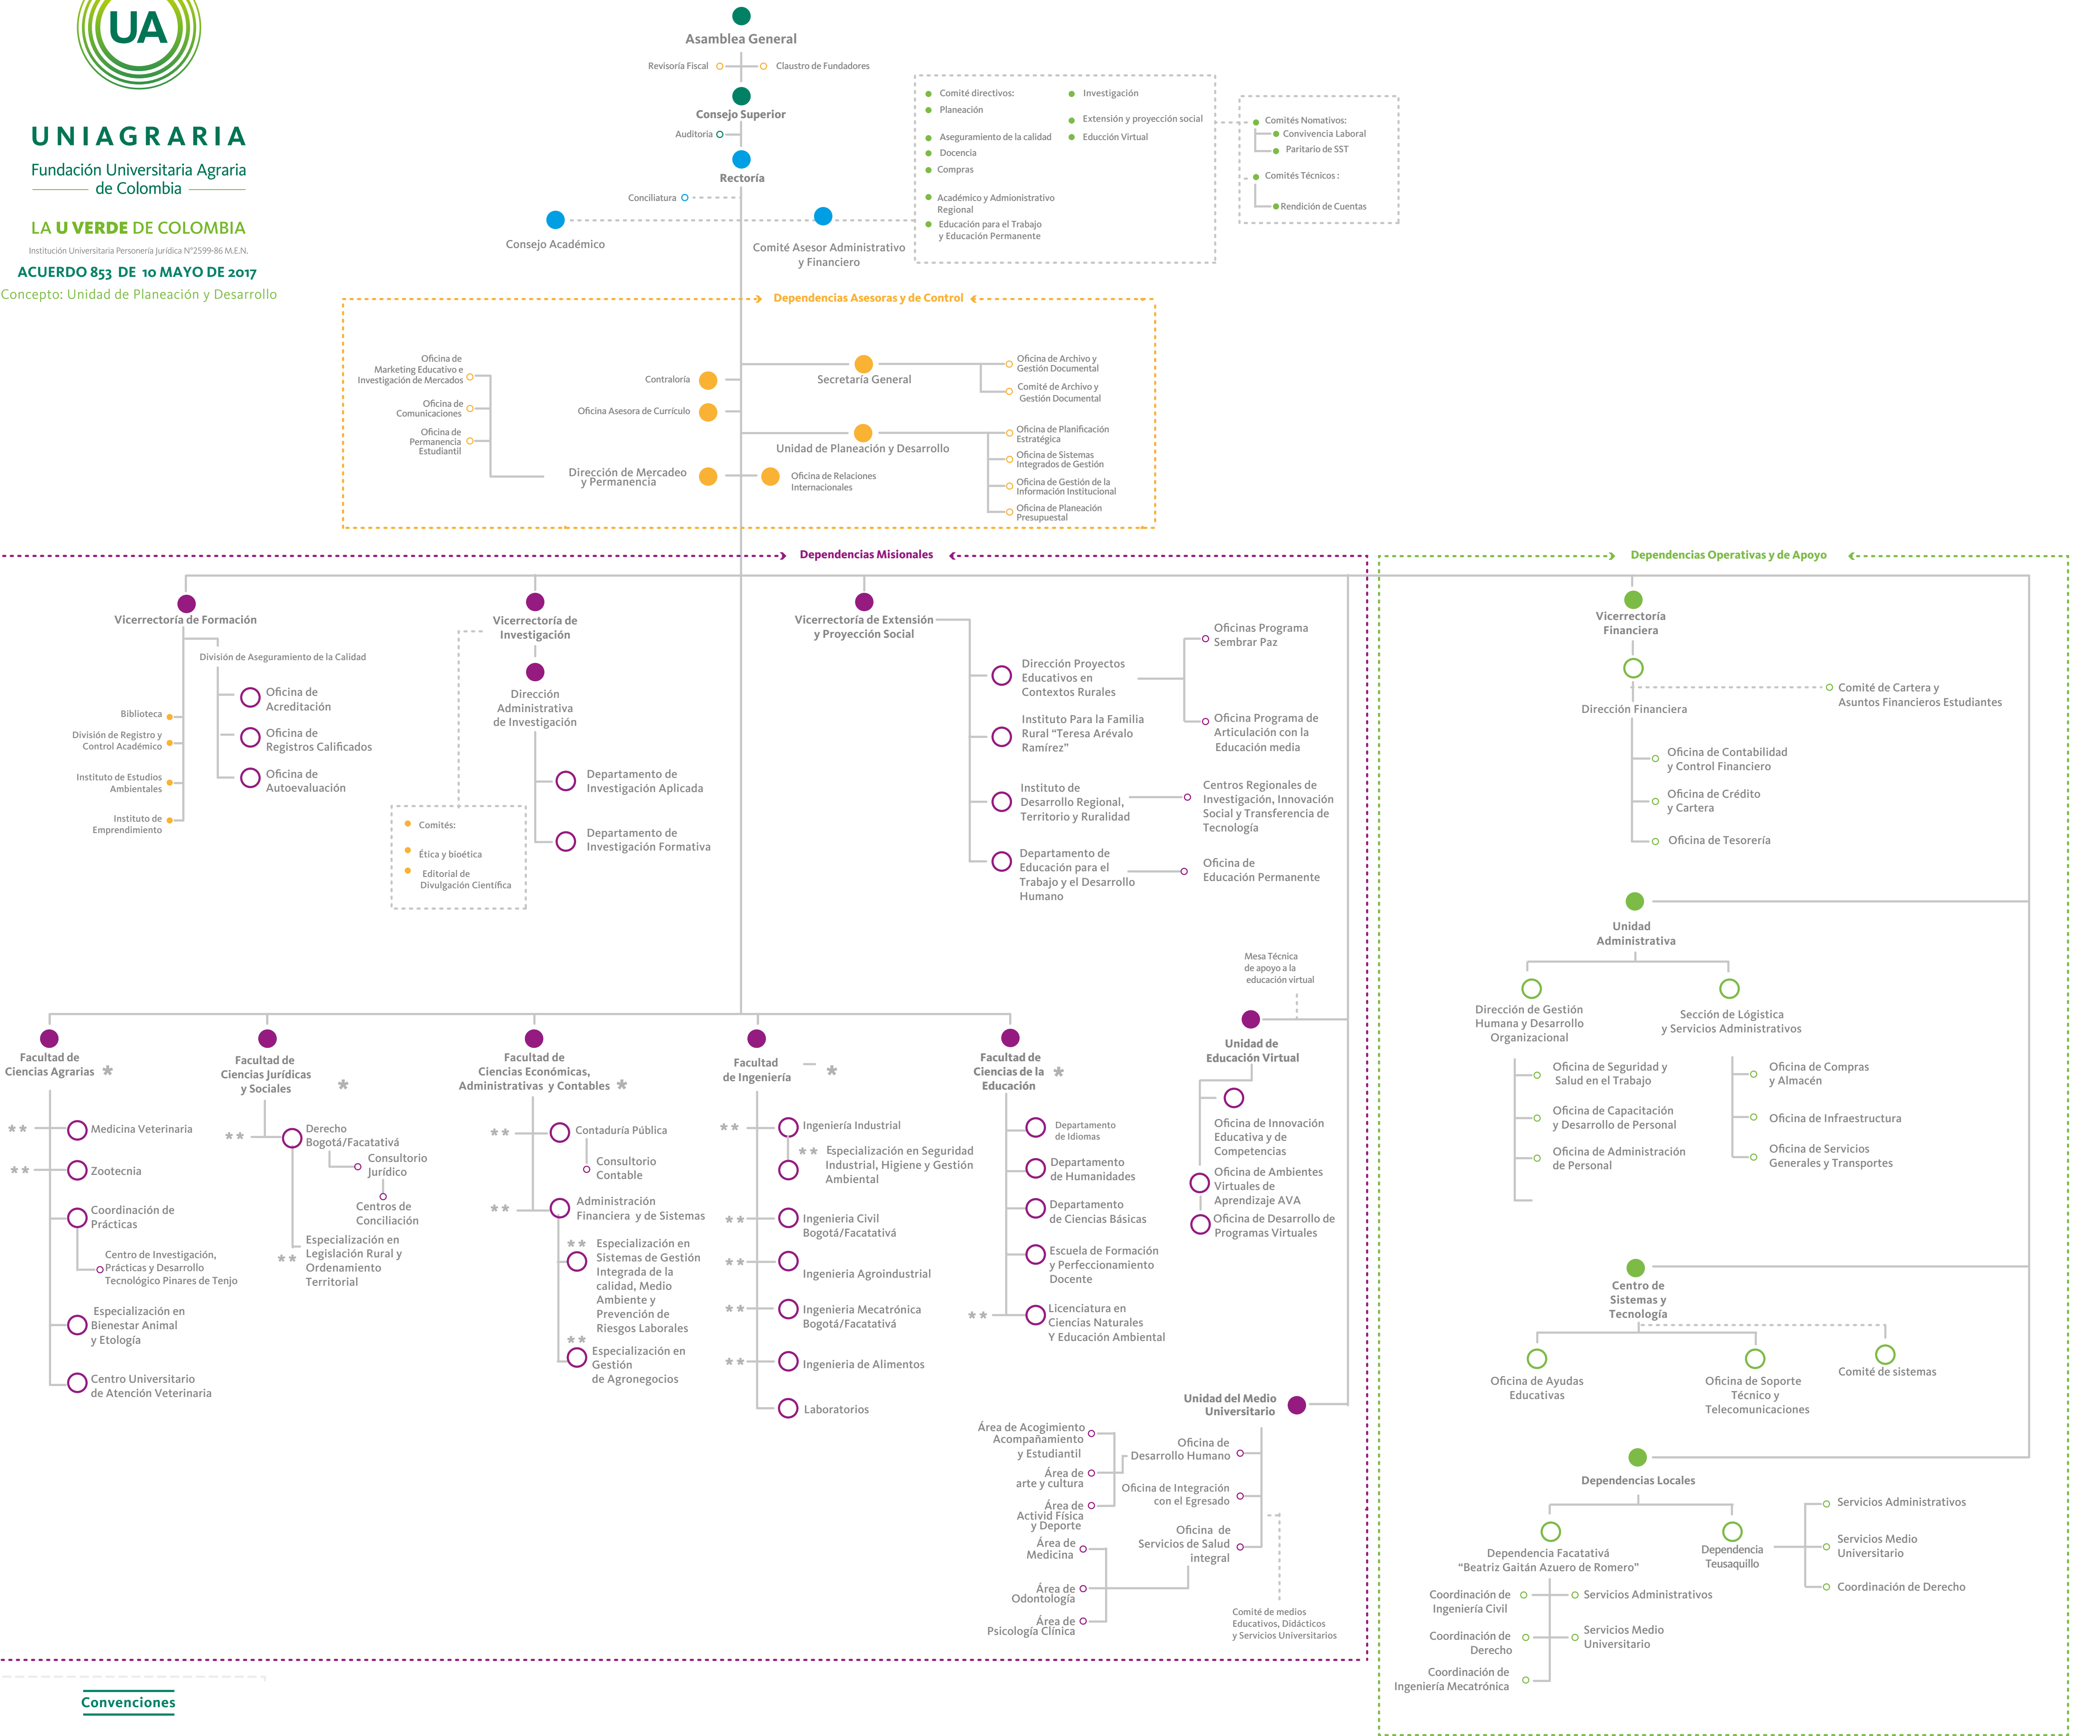 UA
UNIAGRARIA
Fundación Universitaria Agraria
de Colombia
LA U VERDE DE COLOMBIA
Institución Universitaria Personería Jurídica N°2599-86 M.E.N.
ACUERDO 853 DE 10 MAYO DE 2017
Concepto: Unidad de Planeación y Desarrollo
Asamblea General
Revisoría Fiscal
Claustro de Fundadores
Consejo Superior
Auditoria
Rectoría
Conciliatura
Consejo Académico
Comité Asesor Administrativo
y Financiero
Comité directivos:
Planeación
Aseguramiento de la calidad
Docencia
Compras
Académico y Admionistrativo
Regional
Educación para el Trabajo
y Educación Permanente
Investigación
Extensión y proyección social
Educción Virtual
Comités Nomativos:
Convivencia Laboral
Paritario de SST
Comités Técnicos :
Rendición de Cuentas
Dependencias Asesoras y de Control
Oficina de
Marketing Educativo e
Investigación de Mercados
Oficina de
Comunicaciones
Oficina de
Permanencia
Estudiantil
Contraloría
Oficina Asesora de Currículo
Dirección de Mercadeo
y Permanencia
Secretaría General
Oficina de Archivo y
Gestión Documental
Comité de Archivo y
Gestión Documental
Unidad de Planeación y Desarrollo
Oficina de Planificación
Estratégica
Oficina de Sistemas
Integrados de Gestión
Oficina de Gestión de la
Información Institucional
Oficina de Planeación
Presupuestal
Oficina de Relaciones
Internacionales
Dependencias Misionales
Vicerrectoría de Formación
División de Aseguramiento de la Calidad
Oficina de
Acreditación
Oficina de
Registros Calificados
Oficina de
Autoevaluación
Biblioteca
División de Registro y
Control Académico
Instituto de Estudios
Ambientales
Instituto de
Emprendimiento
Vicerrectoría de
Investigación
Dirección
Administrativa
de Investigación
Departamento de
Investigación Aplicada
Departamento de
Investigación Formativa
Comités:
Ética y bioética
Editorial de
Divulgación Científica
Vicerrectoría de Extensión
y Proyección Social
Dirección Proyectos
Educativos en
Contextos Rurales
Oficinas Programa
Sembrar Paz
Oficina Programa de
Articulación con la
Educación media
Instituto Para la Familia
Rural “Teresa Arévalo
Ramírez”
Instituto de
Desarrollo Regional,
Territorio y Ruralidad
Centros Regionales de
Investigación, Innovación
Social y Transferencia de
Tecnología
Departamento de
Educación para el
Trabajo y el Desarrollo
Humano
Oficina de
Educación Permanente
Facultad de
Ciencias Agrarias *
** Medicina Veterinaria
** Zootecnia
Coordinación de
Prácticas
Centro de Investigación,
Prácticas y Desarrollo
Tecnológico Pinares de Tenjo
Especialización en
Bienestar Animal
y Etología
Centro Universitario
de Atención Veterinaria
Facultad de
Ciencias Jurídicas
y Sociales *
** Derecho
Bogotá/Facatativá
Consultorio
Jurídico
Centros de
Conciliación
** Especialización en
Legislación Rural y
Ordenamiento
Territorial
Facultad de
Ciencias Económicas,
Administrativas y Contables *
** Contaduría Pública
Consultorio
Contable
** Administración
Financiera y de Sistemas
** Especialización en
Sistemas de Gestión
Integrada de la
calidad, Medio
Ambiente y
Prevención de
Riesgos Laborales
** Especialización en
Gestión
de Agronegocios
Facultad
de Ingeniería *
** Ingeniería Industrial
** Especialización en Seguridad
Industrial, Higiene y Gestión
Ambiental
** Ingenieria Civil
Bogotá/Facatativá
** Ingenieria Agroindustrial
** Ingenieria Mecatrónica
Bogotá/Facatativá
** Ingenieria de Alimentos
Laboratorios
Facultad de
Ciencias de la
Educación *
Departamento
de Idiomas
Departamento
de Humanidades
Departamento
de Ciencias Básicas
Escuela de Formación
y Perfeccionamiento
Docente
** Licenciatura en
Ciencias Naturales
Y Educación Ambiental
Mesa Técnica
de apoyo a la
educación virtual
Unidad de
Educación Virtual
Oficina de Innovación
Educativa y de
Competencias
Oficina de Ambientes
Virtuales de
Aprendizaje AVA
Oficina de Desarrollo de
Programas Virtuales
Unidad del Medio
Universitario
Oficina de
Desarrollo Humano
Área de Acogimiento
Acompañamiento
y Estudiantil
Área de
arte y cultura
Área de
Activid Física
y Deporte
Oficina de Integración
con el Egresado
Oficina de
Servicios de Salud
integral
Área de
Medicina
Área de
Odontología
Área de
Psicología Clínica
Comité de medios
Educativos, Didácticos
y Servicios Universitarios
Dependencias Operativas y de Apoyo
Vicerrectoría
Financiera
Dirección Financiera
Comité de Cartera y
Asuntos Financieros Estudiantes
Oficina de Contabilidad
y Control Financiero
Oficina de Crédito
y Cartera
Oficina de Tesorería
Unidad
Administrativa
Dirección de Gestión
Humana y Desarrollo
Organizacional
Oficina de Seguridad y
Salud en el Trabajo
Oficina de Capacitación
y Desarrollo de Personal
Oficina de Administración
de Personal
Sección de Lógistica
y Servicios Administrativos
Oficina de Compras
y Almacén
Oficina de Infraestructura
Oficina de Servicios
Generales y Transportes
Centro de
Sistemas y
Tecnología
Oficina de Ayudas
Educativas
Oficina de Soporte
Técnico y
Telecomunicaciones
Comité de sistemas
Dependencias Locales
Dependencia Facatativá
“Beatriz Gaitán Azuero de Romero”
Coordinación de
Ingeniería Civil
Servicios Administrativos
Coordinación de
Derecho
Servicios Medio
Universitario
Coordinación de
Ingeniería Mecatrónica
Dependencia
Teusaquillo
Servicios Administrativos
Servicios Medio
Universitario
Coordinación de Derecho
Convenciones